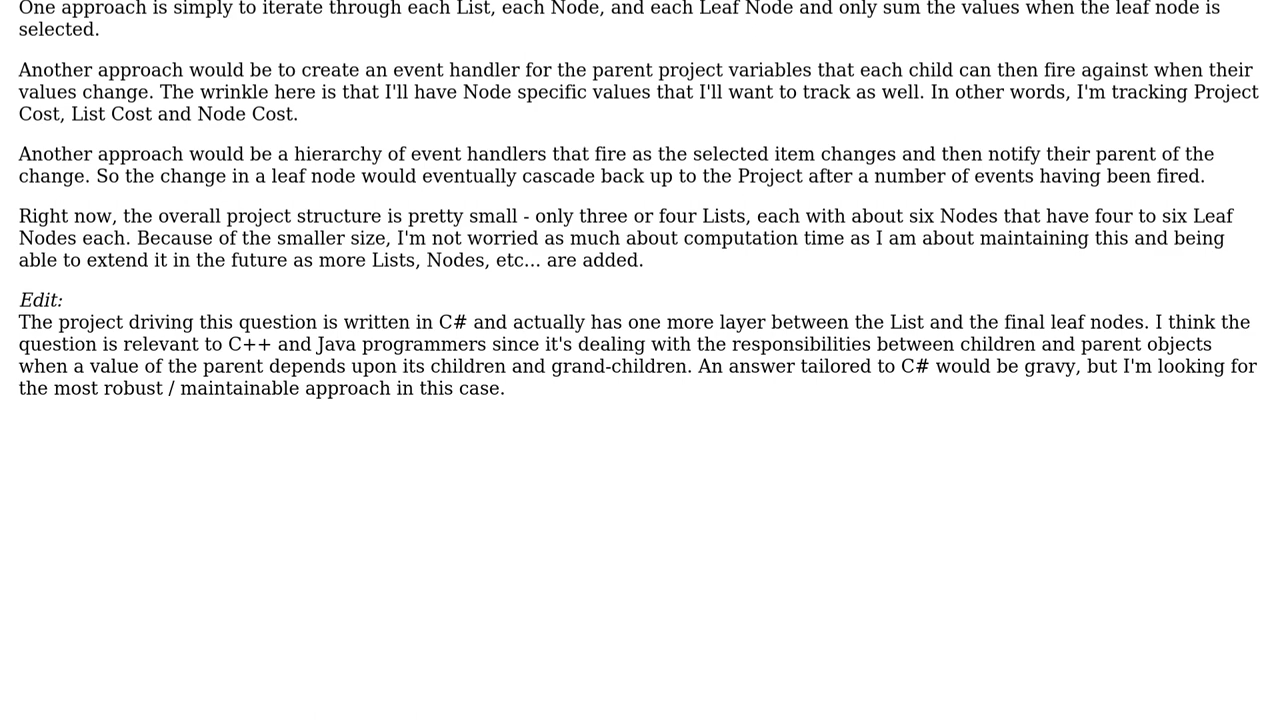 One approach is simply to iterate through each List, each Node, and each Leaf Node and only sum the values when the leaf node is
selected.
Another approach would be to create an event handler for the parent project variables that each child can then fire against when their
values change. The wrinkle here is that I'll have Node specific values that I'll want to track as well. In other words, I'm tracking Project
Cost, List Cost and Node Cost.
Another approach would be a hierarchy of event handlers that fire as the selected item changes and then notify their parent of the
change. So the change in a leaf node would eventually cascade back up to the Project after a number of events having been fired.
Right now, the overall project structure is pretty small - only three or four Lists, each with about six Nodes that have four to six Leaf
Nodes each. Because of the smaller size, I'm not worried as much about computation time as I am about maintaining this and being
able to extend it in the future as more Lists, Nodes, etc... are added.
Edit:
The project driving this question is written in C# and actually has one more layer between the List and the final leaf nodes. I think the
question is relevant to C++ and Java programmers since it's dealing with the responsibilities between children and parent objects
when a value of the parent depends upon its children and grand-children. An answer tailored to C# would be gravy, but I'm looking for
the most robust / maintainable approach in this case.